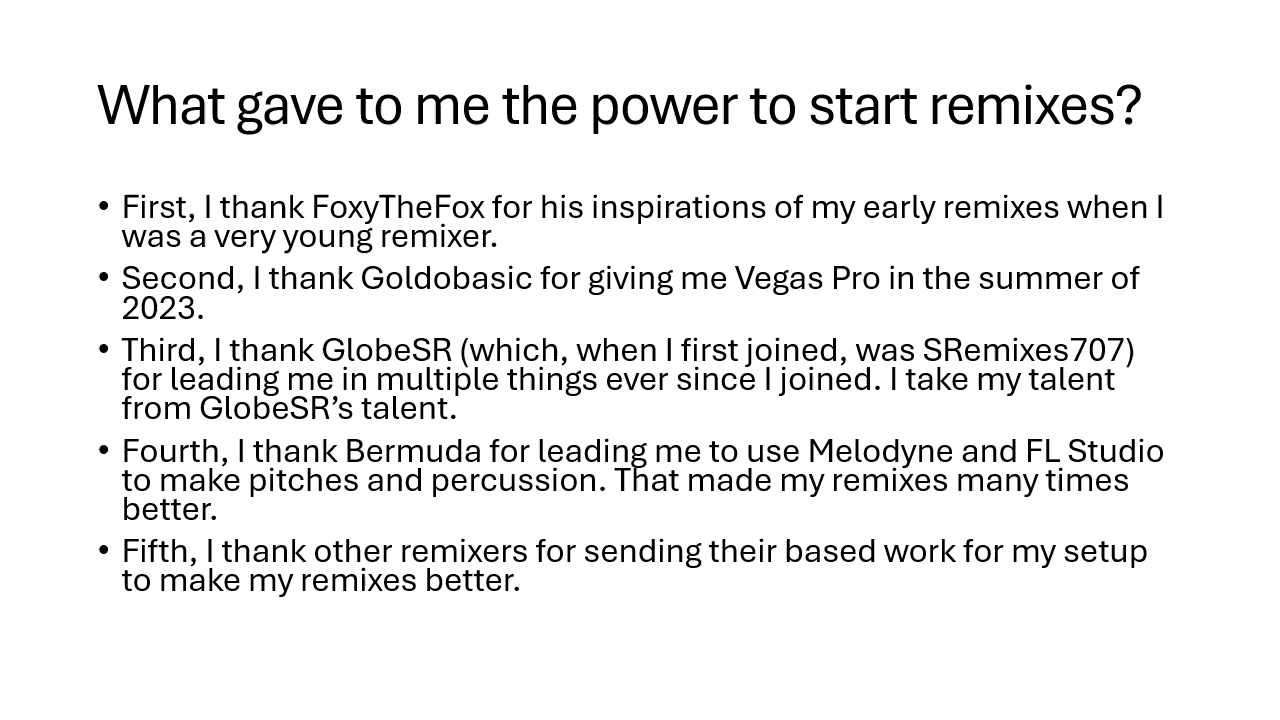 What gave to me the power to start remixes?
• First, I thank FoxyTheFox for his inspirations of my early remixes when I
was a very young remixer.
• Second, I thank Goldobasic for giving me Vegas Pro in the summer of
2023.
• Third, I thank GlobeSR (which, when I first joined, was SRemixes707)
for leading me in multiple things ever since I joined. I take my talent
from GlobeSR’s talent.
• Fourth, I thank Bermuda for leading me to use Melodyne and FL Studio
to make pitches and percussion. That made my remixes many times
better.
• Fifth, I thank other remixers for sending their based work for my setup
to make my remixes better.